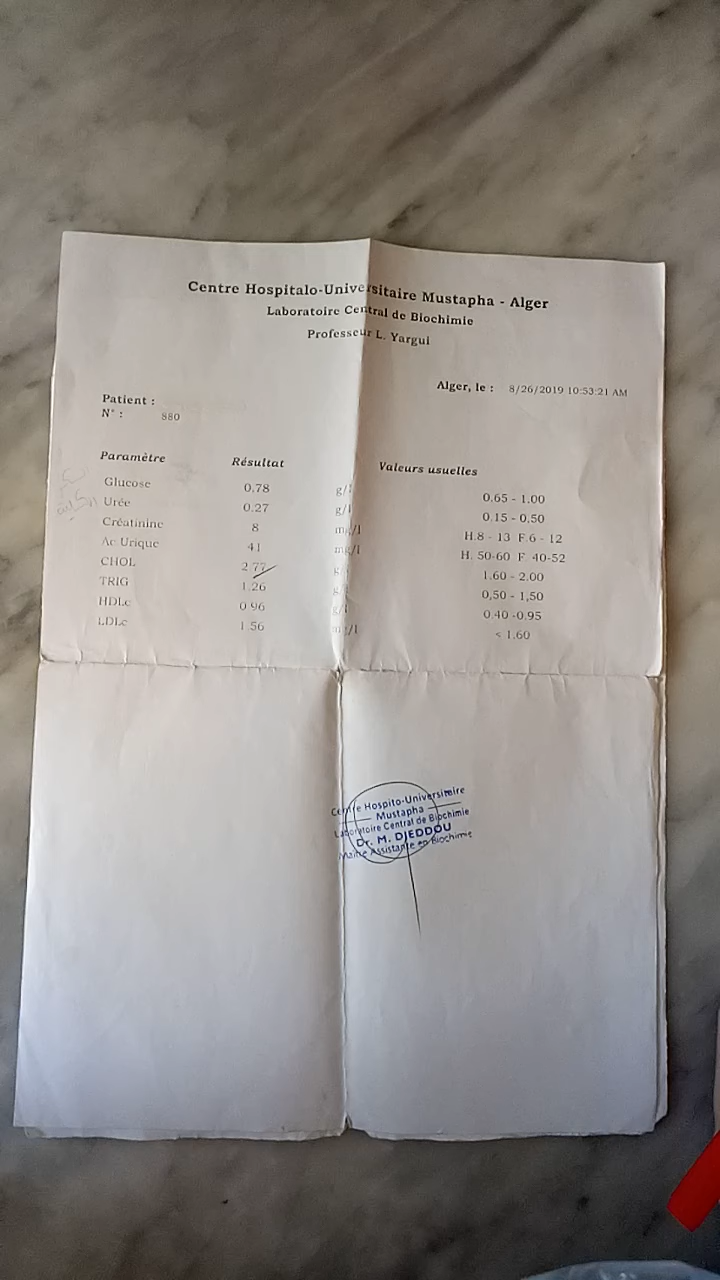 Centre Hospitalo-Universitaire Mustapha - Alger
Laboratoire Central de Biochimie
Professeur L. Yargui
Alger, le : 8/26/2019 10:53:21 AM
Patient :
N° : 880
Paramètre Résultat Valeurs usuelles
Glucose 0.78 g/l 0.65 - 1.00
Urée 0.27 g/l 0.15 - 0.50
Créatinine 8 mg/l H.8 - 13 F.6 - 12
Ac Urique 41 mg/l H. 50-60 F 40-52
CHOL 2.77 g/l 1.60 - 2.00
TRIG 1.26 g/l 0,50 - 1,50
HDLc 0.96 g/l 0.40 -0.95
LDLc 1.56 mg/l < 1.60
Centre Hospito-Universitaire
Mustapha
Laboratoire Central de Biochimie
Dr. M. DJEDDOU
Maitre Assistante en Biochimie